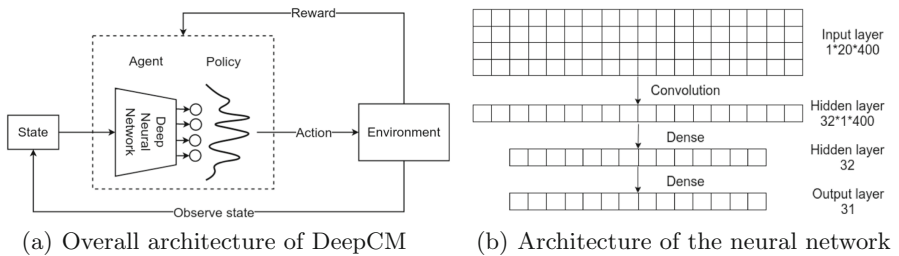 Reward
Agent
Policy
State
Deep
Neural
Network
Action
Environment
Observe state
(a) Overall architecture of DeepCM
Input layer
1*20*400
Convolution
Hidden layer
32*1*400
Dense
Hidden layer
32
Dense
Output layer
31
(b) Architecture of the neural network